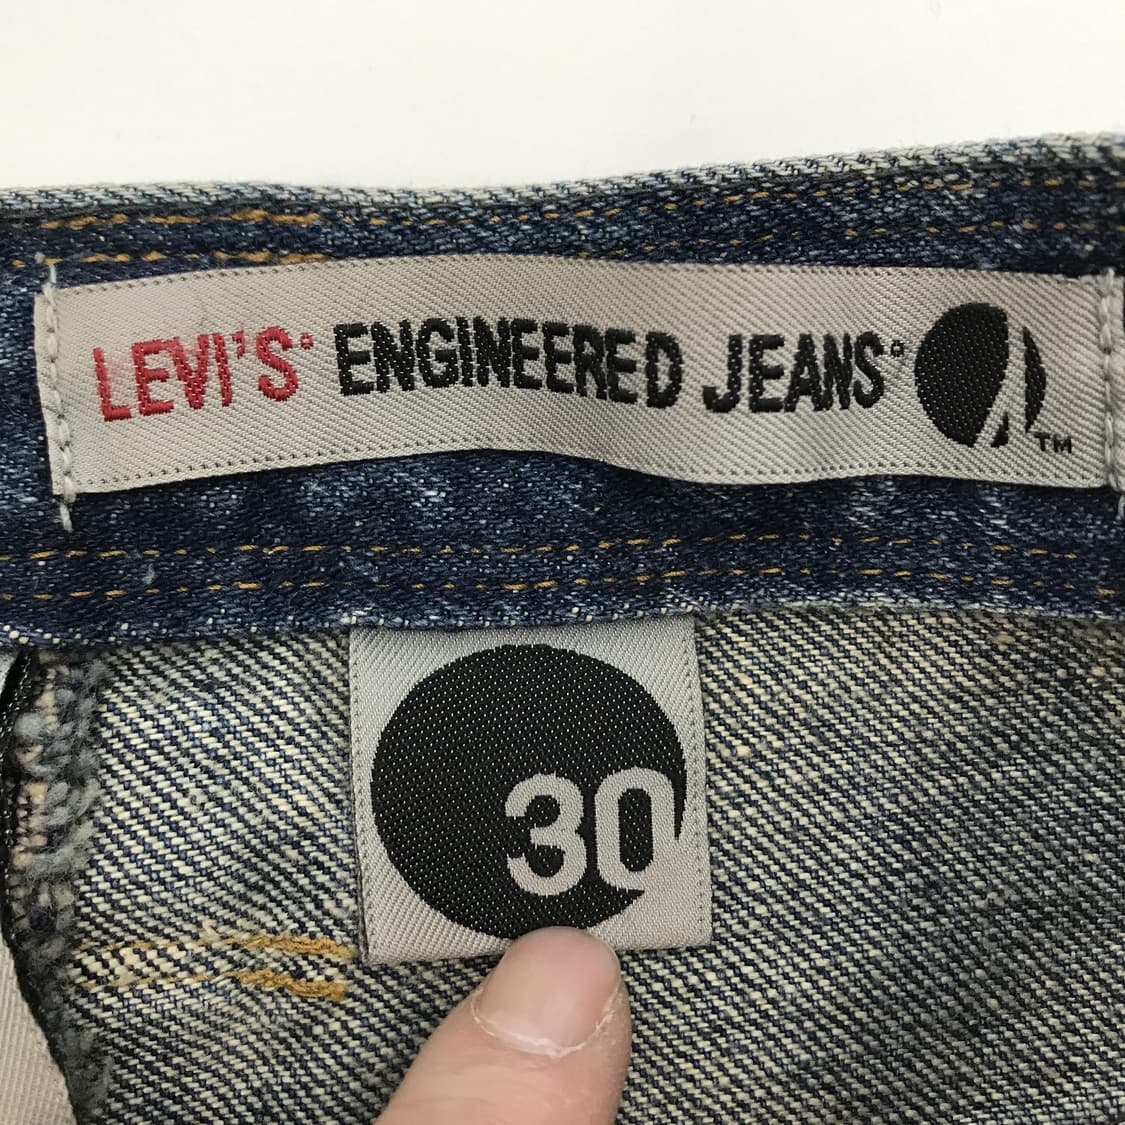 LEVI'S° ENGINEERED JEANS° TM
30